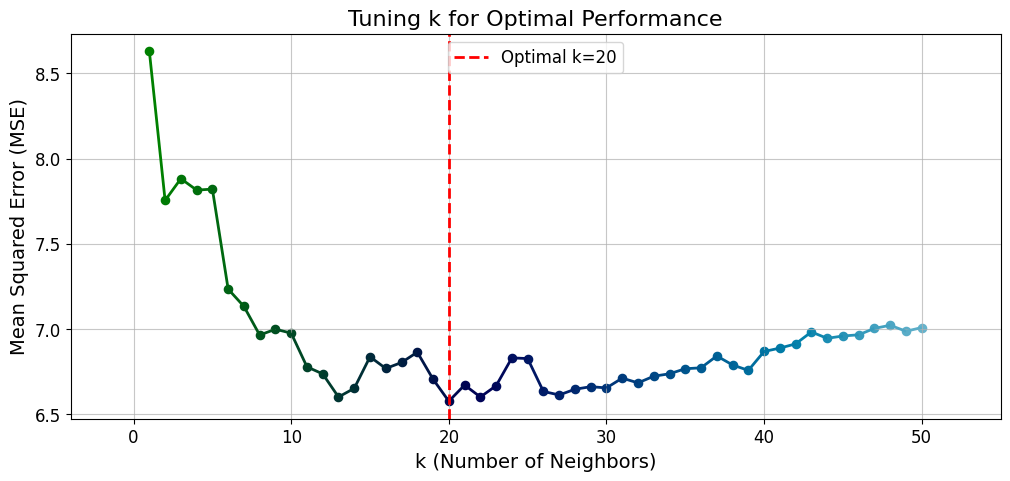 Tuning k for Optimal Performance
Optimal k=20
Mean Squared Error (MSE)
8.5
8.0
7.5
7.0
6.5
0 10 20 30 40 50
k (Number of Neighbors)